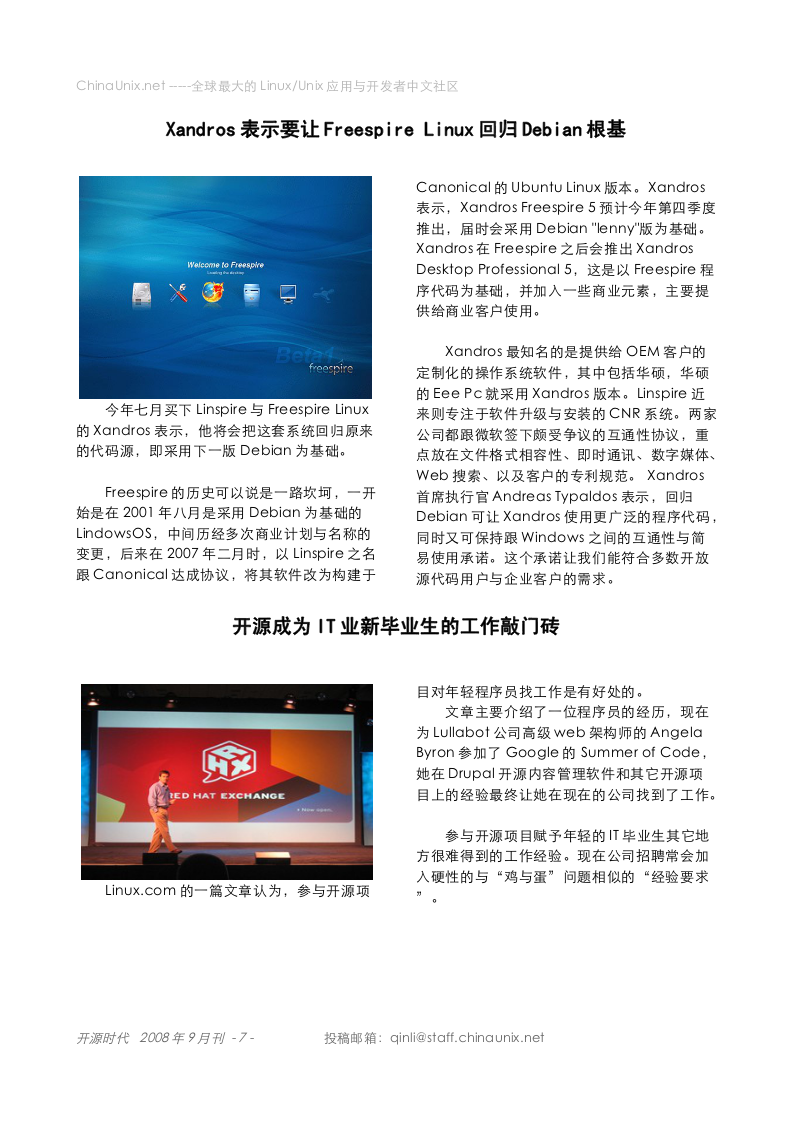 ChinaUnix.net -----全球最大的 Linux/Unix 应用与开发者中文社区
Xandros 表示要让 Freespire Linux 回归 Debian 根基
Welcome to Freespire
Loading the desktop
Beta1
freespire
今年七月买下 Linspire 与 Freespire Linux
的 Xandros 表示，他将会把这套系统回归原来
的代码源，即采用下一版 Debian 为基础。
Freespire 的历史可以说是一路坎坷，一开
始是在 2001 年八月是采用 Debian 为基础的
LindowsOS，中间历经多次商业计划与名称的
变更，后来在 2007 年二月时，以 Linspire 之名
跟 Canonical 达成协议，将其软件改为构建于
Canonical 的 Ubuntu Linux 版本。Xandros
表示，Xandros Freespire 5 预计今年第四季度
推出，届时会采用 Debian "lenny"版为基础。
Xandros 在 Freespire 之后会推出 Xandros
Desktop Professional 5，这是以 Freespire 程
序代码为基础，并加入一些商业元素，主要提
供给商业客户使用。
Xandros 最知名的是提供给 OEM 客户的
定制化的操作系统软件，其中包括华硕，华硕
的 Eee Pc 就采用 Xandros 版本。Linspire 近
来则专注于软件升级与安装的 CNR 系统。两家
公司都跟微软签下颇受争议的互通性协议，重
点放在文件格式相容性、即时通讯、数字媒体、
Web 搜索、以及客户的专利规范。 Xandros
首席执行官 Andreas Typaldos 表示，回归
Debian 可让 Xandros 使用更广泛的程序代码，
同时又可保持跟 Windows 之间的互通性与简
易使用承诺。这个承诺让我们能符合多数开放
源代码用户与企业客户的需求。
开源成为 IT 业新毕业生的工作敲门砖
RHX
RED HAT EXCHANGE
• Now open.
Linux.com 的一篇文章认为，参与开源项
目对年轻程序员找工作是有好处的。
文章主要介绍了一位程序员的经历，现在
为 Lullabot 公司高级 web 架构师的 Angela
Byron 参加了 Google 的 Summer of Code，
她在 Drupal 开源内容管理软件和其它开源项
目上的经验最终让她在现在的公司找到了工作。
参与开源项目赋予年轻的 IT 毕业生其它地
方很难得到的工作经验。现在公司招聘常会加
入硬性的与“鸡与蛋”问题相似的“经验要求
”。
开源时代 2008 年 9 月刊 - 7 - 投稿邮箱：qinli@staff.chinaunix.net